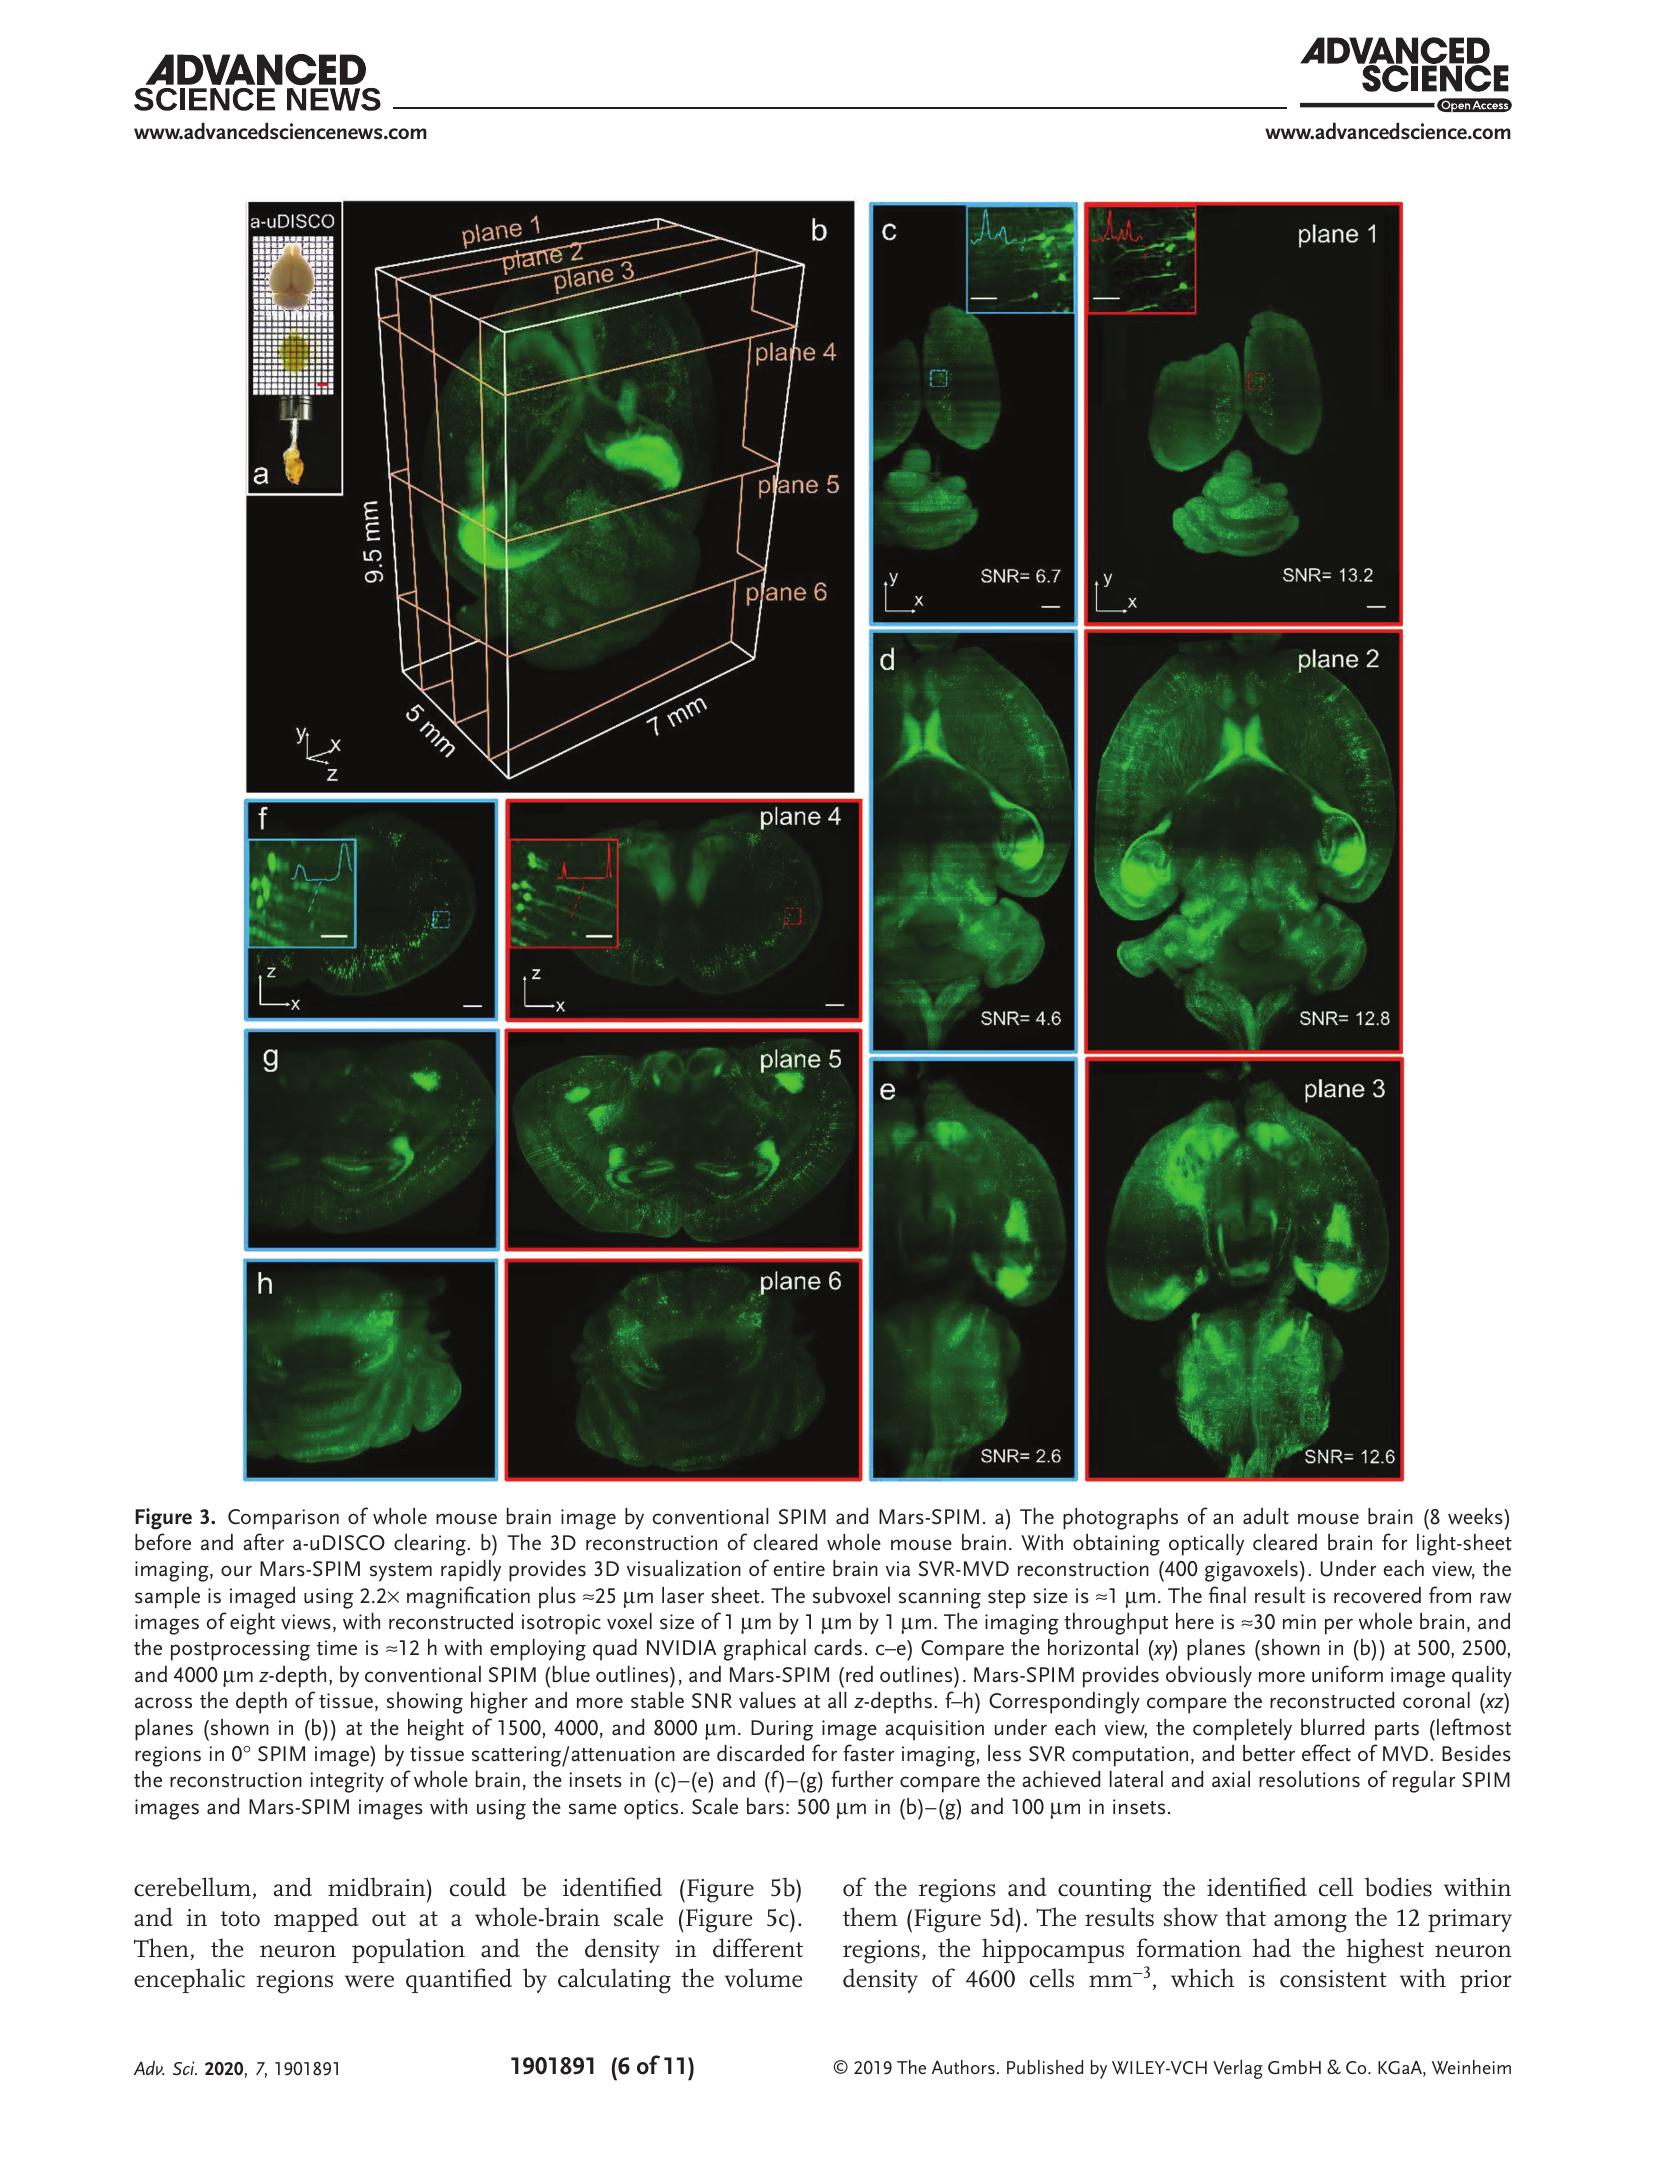 ADVANCED
SCIENCE NEWS
www.advancedsciencenews.com
ADVANCED
SCIENCE
Open Access
www.advancedscience.com
a-uDISCO
a
b
plane 1
plane 2
plane 3
plane 4
plane 5
plane 6
9.5 mm
5 mm
7 mm
y
x
z
c
plane 1
SNR= 6.7
y
x
SNR= 13.2
y
x
d
plane 2
SNR= 4.6
SNR= 12.8
e
plane 3
SNR= 2.6
SNR= 12.6
f
z
x
plane 4
z
x
g
plane 5
h
plane 6
Figure 3. Comparison of whole mouse brain image by conventional SPIM and Mars-SPIM. a) The photographs of an adult mouse brain (8 weeks)
before and after a-uDISCO clearing. b) The 3D reconstruction of cleared whole mouse brain. With obtaining optically cleared brain for light-sheet
imaging, our Mars-SPIM system rapidly provides 3D visualization of entire brain via SVR-MVD reconstruction (400 gigavoxels). Under each view, the
sample is imaged using 2.2× magnification plus ≈25 µm laser sheet. The subvoxel scanning step size is ≈1 µm. The final result is recovered from raw
images of eight views, with reconstructed isotropic voxel size of 1 µm by 1 µm by 1 µm. The imaging throughput here is ≈30 min per whole brain, and
the postprocessing time is ≈12 h with employing quad NVIDIA graphical cards. c–e) Compare the horizontal (xy) planes (shown in (b)) at 500, 2500,
and 4000 µm z-depth, by conventional SPIM (blue outlines), and Mars-SPIM (red outlines). Mars-SPIM provides obviously more uniform image quality
across the depth of tissue, showing higher and more stable SNR values at all z-depths. f–h) Correspondingly compare the reconstructed coronal (xz)
planes (shown in (b)) at the height of 1500, 4000, and 8000 µm. During image acquisition under each view, the completely blurred parts (leftmost
regions in 0° SPIM image) by tissue scattering/attenuation are discarded for faster imaging, less SVR computation, and better effect of MVD. Besides
the reconstruction integrity of whole brain, the insets in (c)–(e) and (f)–(g) further compare the achieved lateral and axial resolutions of regular SPIM
images and Mars-SPIM images with using the same optics. Scale bars: 500 µm in (b)–(g) and 100 µm in insets.
cerebellum, and midbrain) could be identified (Figure 5b)
and in toto mapped out at a whole-brain scale (Figure 5c).
Then, the neuron population and the density in different
encephalic regions were quantified by calculating the volume
of the regions and counting the identified cell bodies within
them (Figure 5d). The results show that among the 12 primary
regions, the hippocampus formation had the highest neuron
density of 4600 cells mm⁻³, which is consistent with prior
Adv. Sci. 2020, 7, 1901891
1901891 (6 of 11)
© 2019 The Authors. Published by WILEY-VCH Verlag GmbH & Co. KGaA, Weinheim